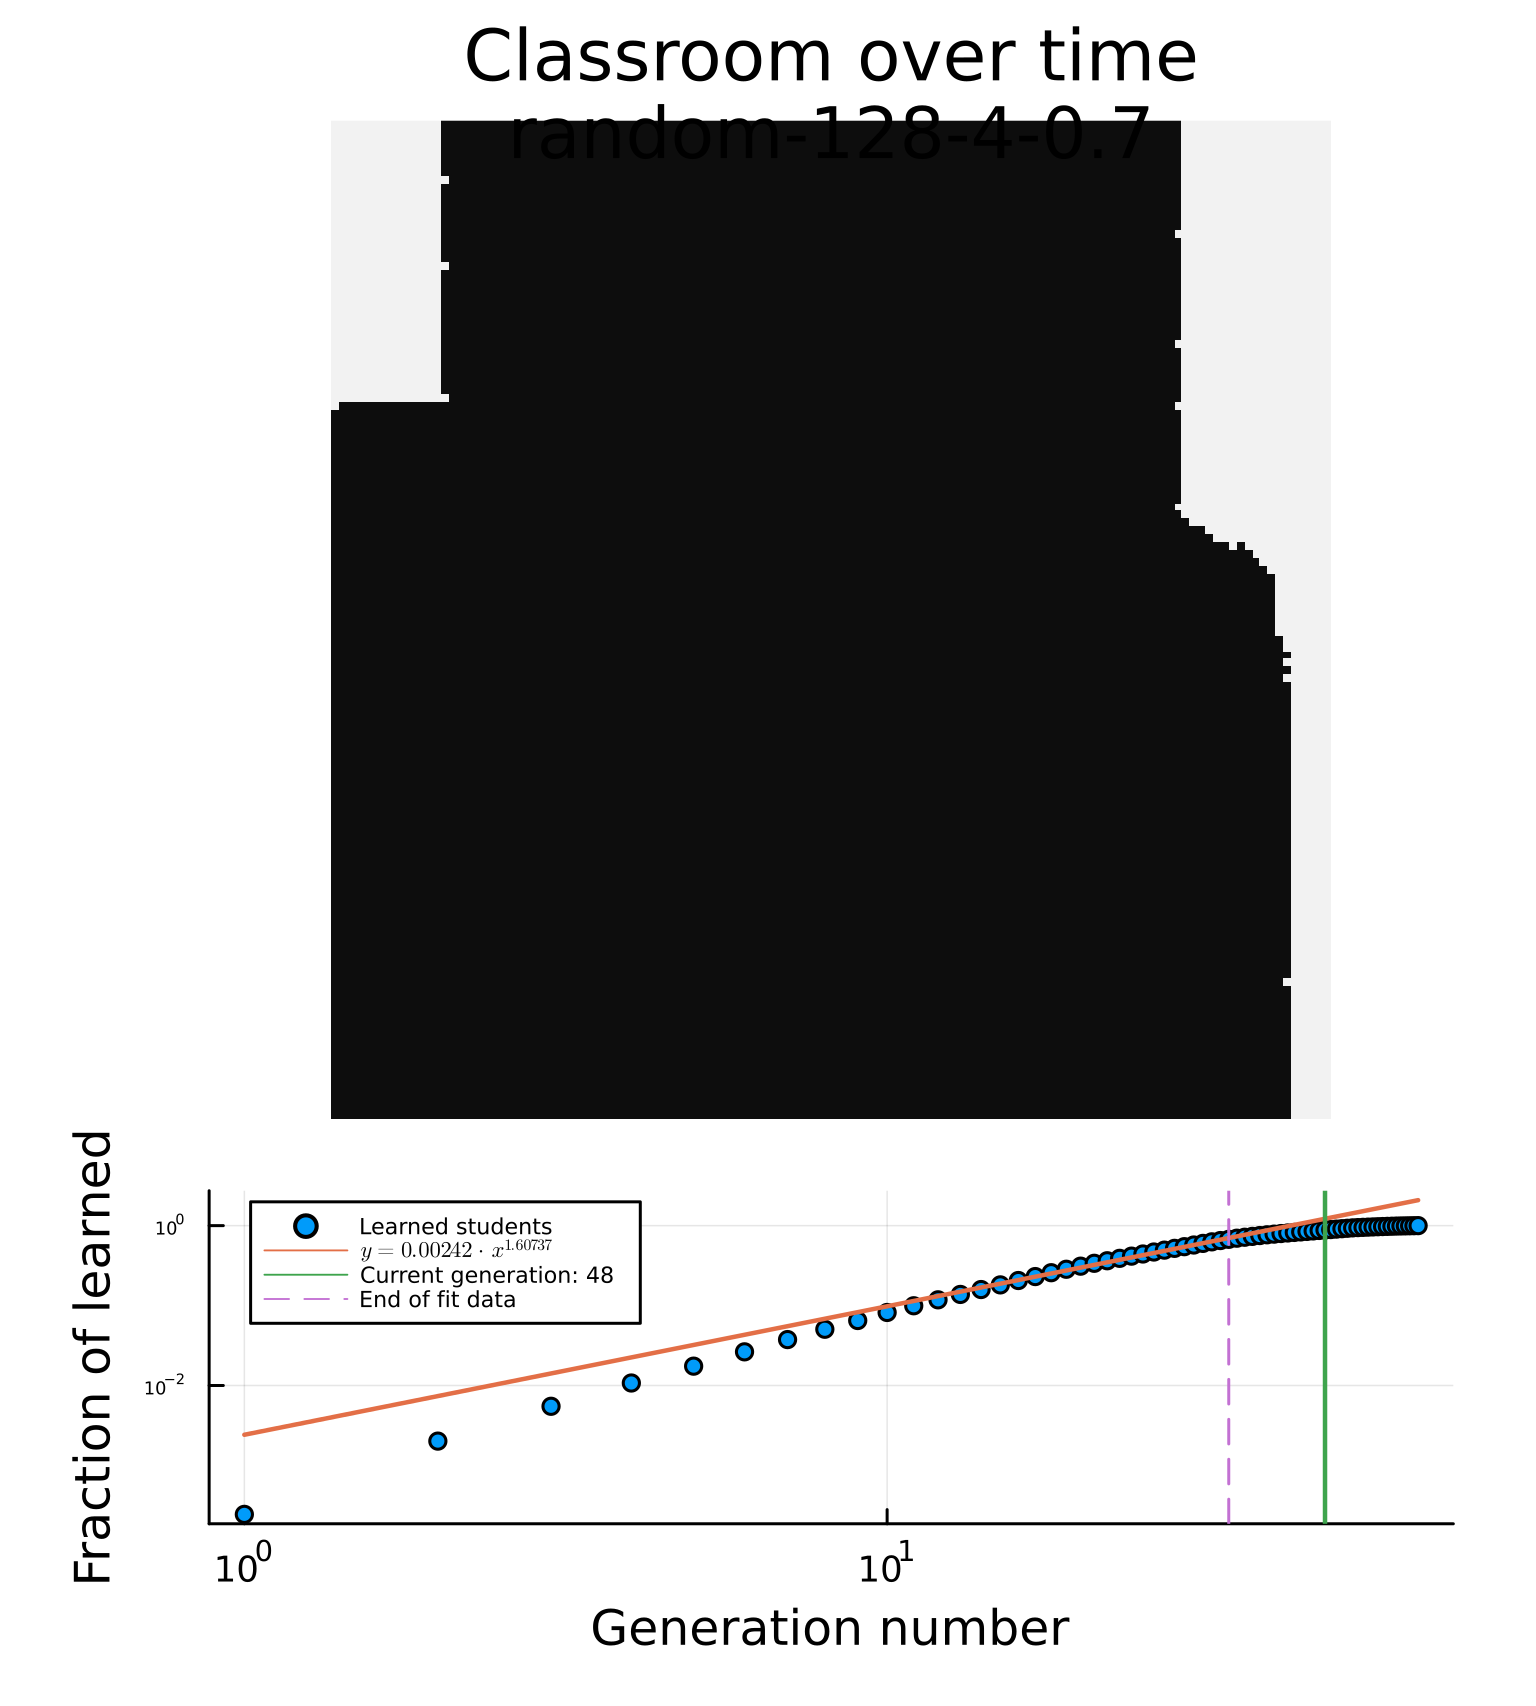 Classroom over time
random-128-4-0.7
Fraction of learned
10⁰
10⁻²
Learned students
y = 0.00242 · x^1.60737
Current generation: 48
End of fit data
10⁰
10¹
Generation number